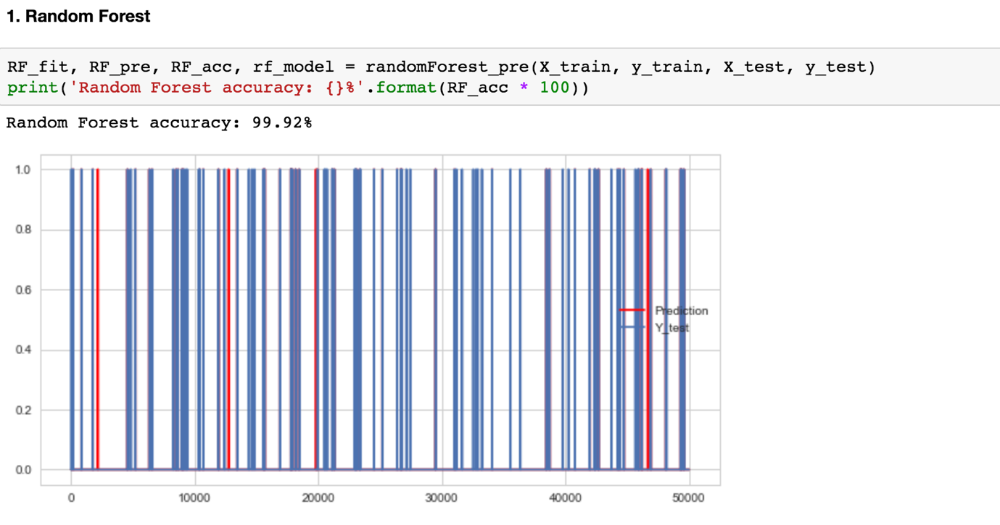 1. Random Forest
RF_fit, RF_pre, RF_acc, rf_model = randomForest_pre(X_train, y_train, X_test, y_test)
print('Random Forest accuracy: {}%'.format(RF_acc * 100))
Random Forest accuracy: 99.92%
1.0
0.8
0.6
Prediction
Y_test
0.4
0.2
0.0
0 10000 20000 30000 40000 50000